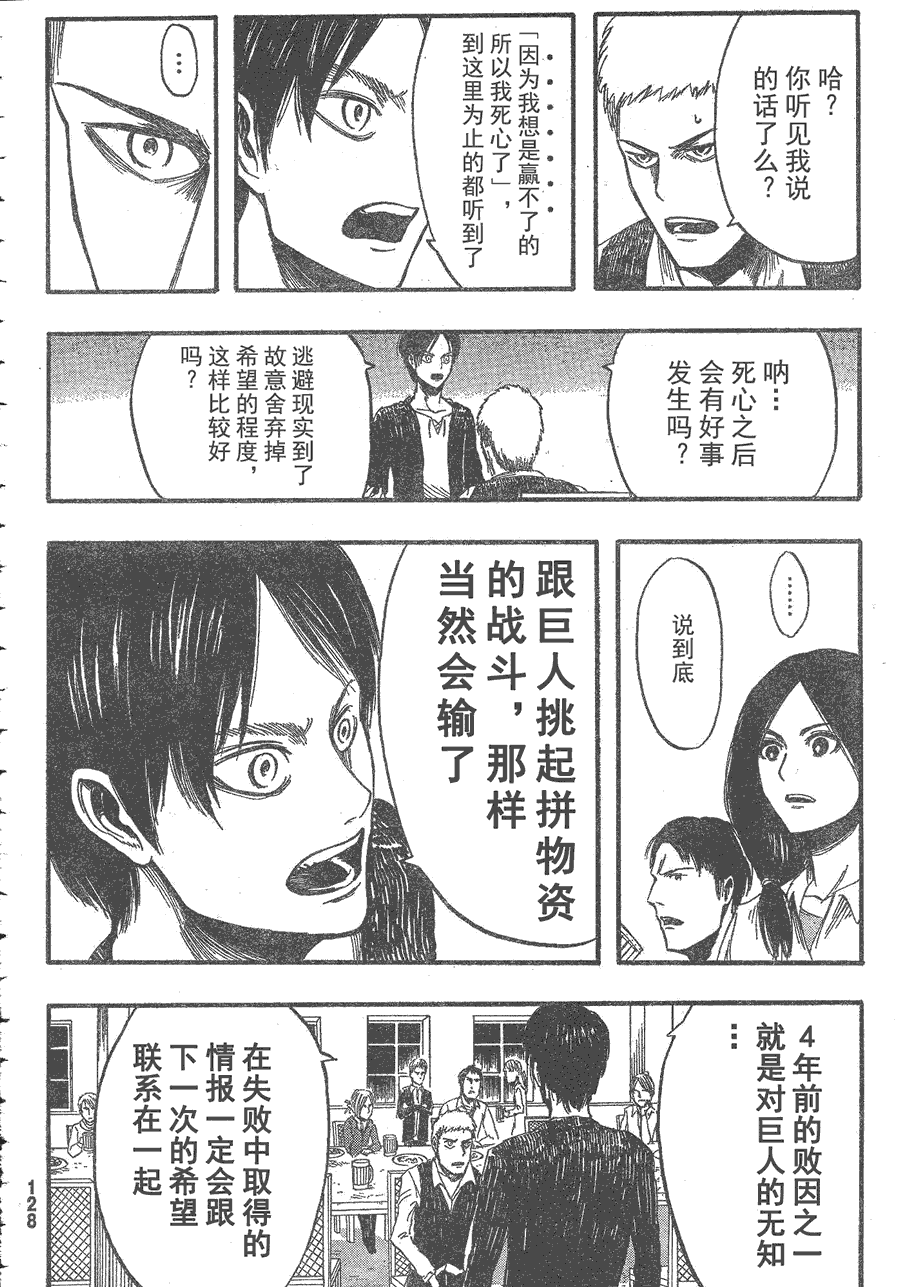 哈？
你听见我说
的话了么？
「因为我想是赢不了的
所以我死心了」，
到这里为止的都听到了
…
呐…
死心之后
会有好事
发生吗？
逃避现实到了
故意舍弃掉
希望的程度，
这样比较好
吗？
……
说到底
跟巨人挑起拼物资
的战斗，那样
当然会输了
4年前的败因之一
就是对巨人的无知
…
在失败中取得的
情报一定会跟
下一次的希望
联系在一起
128